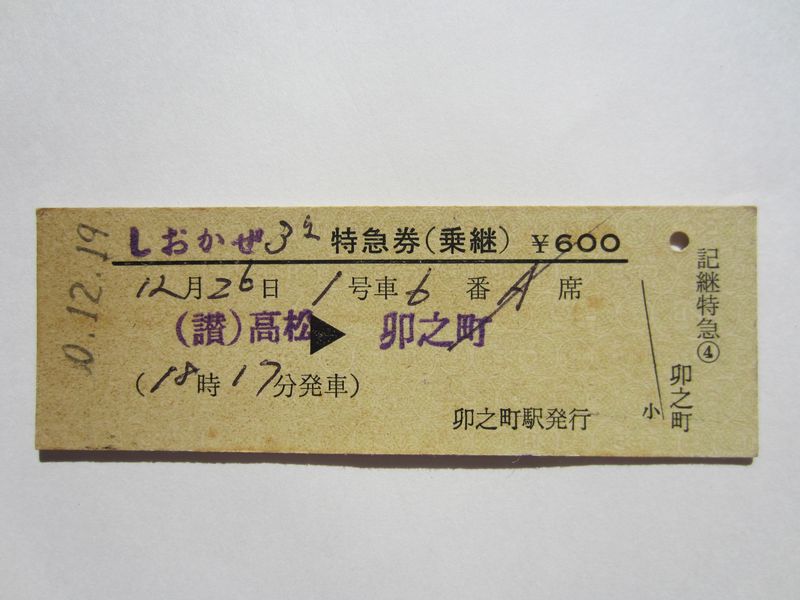 0.12.19
しおかぜ3号 特急券(乗継) ¥600
12月26日 1号車6番A席
(讃)高松▶卯之町
(18時17分発車)
卯之町駅発行
記継特急④
卯之町
小